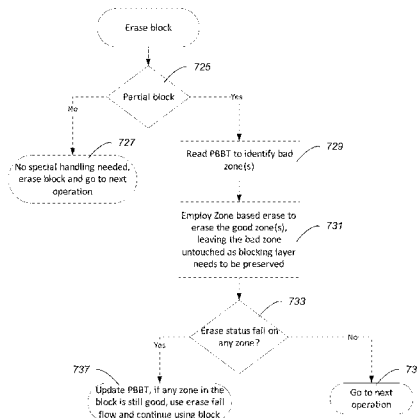 Erase block
725
Partial block
No
Yes
727
No special handling needed,
erase block and go to next
operation
729
Read PBBT to identify bad
zone(s)
731
Employ Zone based erase to
erase the good zone(s),
leaving the bad zone
untouched as blocking layer
needs to be preserved
733
Erase status fail on
any zone?
Yes
No
737
Update PBBT, if any zone in the
block is still good, use erase fail
flow and continue using block
73
Go to next
operation